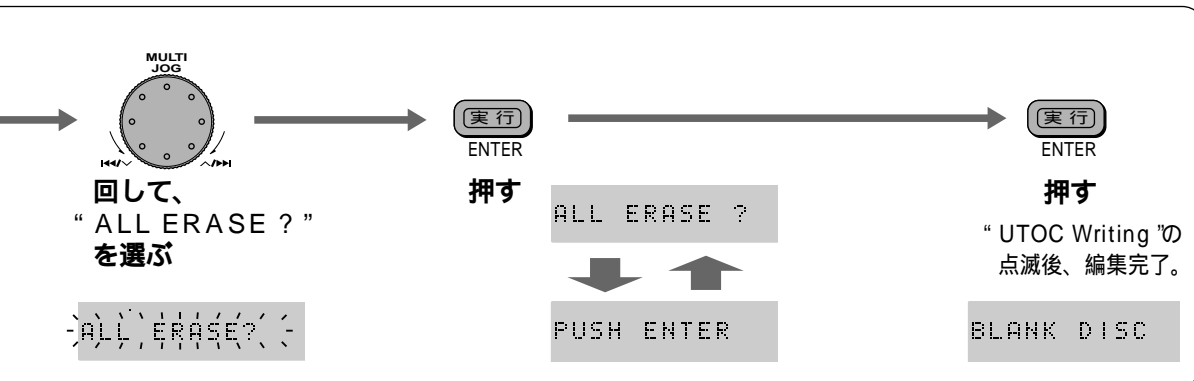 MULTI
JOG
回して、
“ ALL ERASE ? ”
を選ぶ
ALL ERASE?
実行
ENTER
押す
ALL ERASE ?
PUSH ENTER
実行
ENTER
押す
“ UTOC Writing ”の
点滅後、編集完了。
BLANK DISC